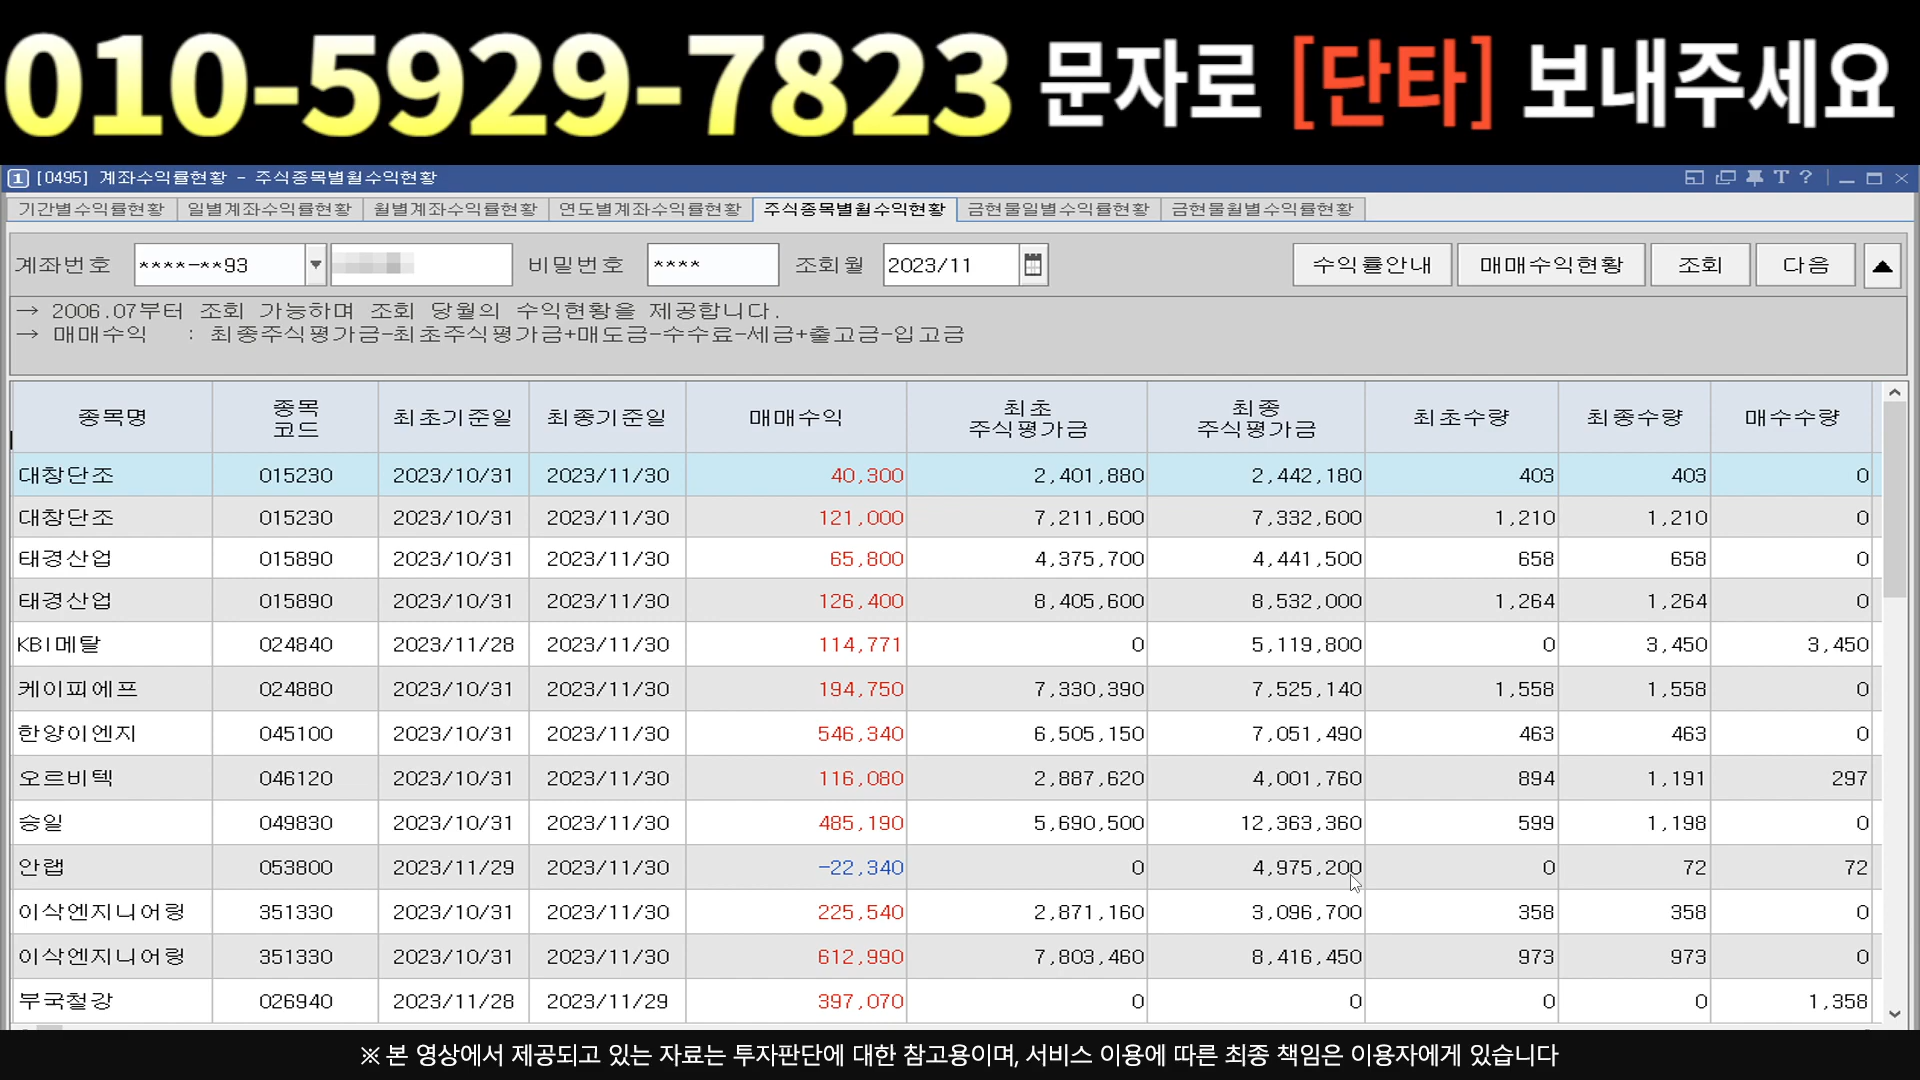 010-5929-7823 문자로 [단타] 보내주세요
1 [0495] 계좌수익률현황 - 주식종목별월수익현황
기간별수익률현황 일별계좌수익률현황 월별계좌수익률현황 연도별계좌수익률현황 주식종목별월수익현황 금현물일별수익률현황 금현물월별수익률현황
계좌번호 ****-**93 비밀번호 **** 조회월 2023/11 수익률안내 매매수익현황 조회 다음 ▲
→ 2006.07부터 조회 가능하며 조회 당월의 수익현황을 제공합니다.
→ 매매수익 : 최종주식평가금-최초주식평가금+매도금-수수료-세금+출고금-입고금
종목명 종목코드 최초기준일 최종기준일 매매수익 최초주식평가금 최종주식평가금 최초수량 최종수량 매수수량
대창단조 015230 2023/10/31 2023/11/30 40,300 2,401,880 2,442,180 403 403 0
대창단조 015230 2023/10/31 2023/11/30 121,000 7,211,600 7,332,600 1,210 1,210 0
태경산업 015890 2023/10/31 2023/11/30 65,800 4,375,700 4,441,500 658 658 0
태경산업 015890 2023/10/31 2023/11/30 126,400 8,405,600 8,532,000 1,264 1,264 0
KBI메탈 024840 2023/11/28 2023/11/30 114,771 0 5,119,800 0 3,450 3,450
케이피에프 024880 2023/10/31 2023/11/30 194,750 7,330,390 7,525,140 1,558 1,558 0
한양이엔지 045100 2023/10/31 2023/11/30 546,340 6,505,150 7,051,490 463 463 0
오르비텍 046120 2023/10/31 2023/11/30 116,080 2,887,620 4,001,760 894 1,191 297
승일 049830 2023/10/31 2023/11/30 485,190 5,690,500 12,363,360 599 1,198 0
안랩 053800 2023/11/29 2023/11/30 -22,340 0 4,975,200 0 72 72
이삭엔지니어링 351330 2023/10/31 2023/11/30 225,540 2,871,160 3,096,700 358 358 0
이삭엔지니어링 351330 2023/10/31 2023/11/30 612,990 7,803,460 8,416,450 973 973 0
부국철강 026940 2023/11/28 2023/11/29 397,070 0 0 0 0 1,358
※ 본 영상에서 제공되고 있는 자료는 투자판단에 대한 참고용이며, 서비스 이용에 따른 최종 책임은 이용자에게 있습니다